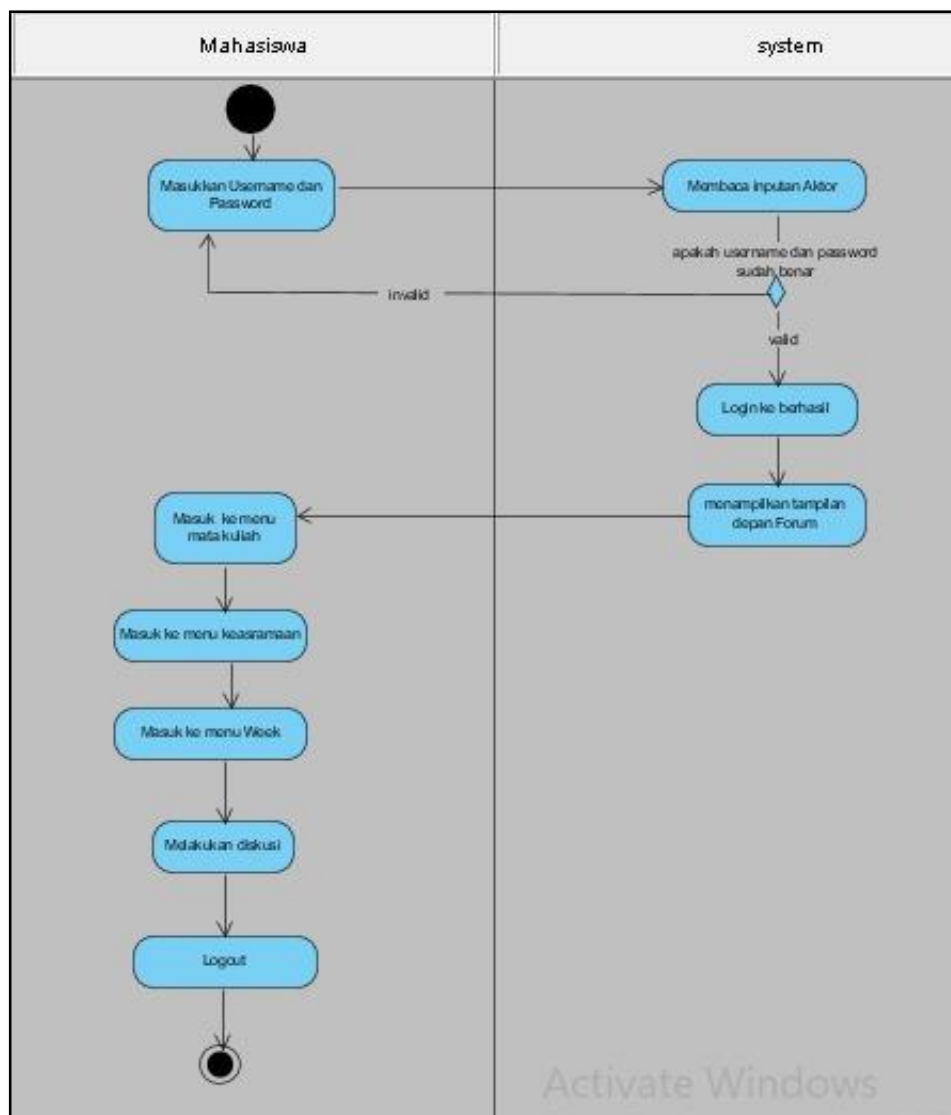 Mahasiswa
system
Masukkan Username dan
Password
Membaca inputan Aktor
apakah username dan password
sudah benar
invalid
valid
Login ke berhasil
menampilkan tampilan
depan Forum
Masuk ke menu
mata kuliah
Masuk ke menu keasramaan
Masuk ke menu Week
Melakukan diskusi
Logout
Activate Windows